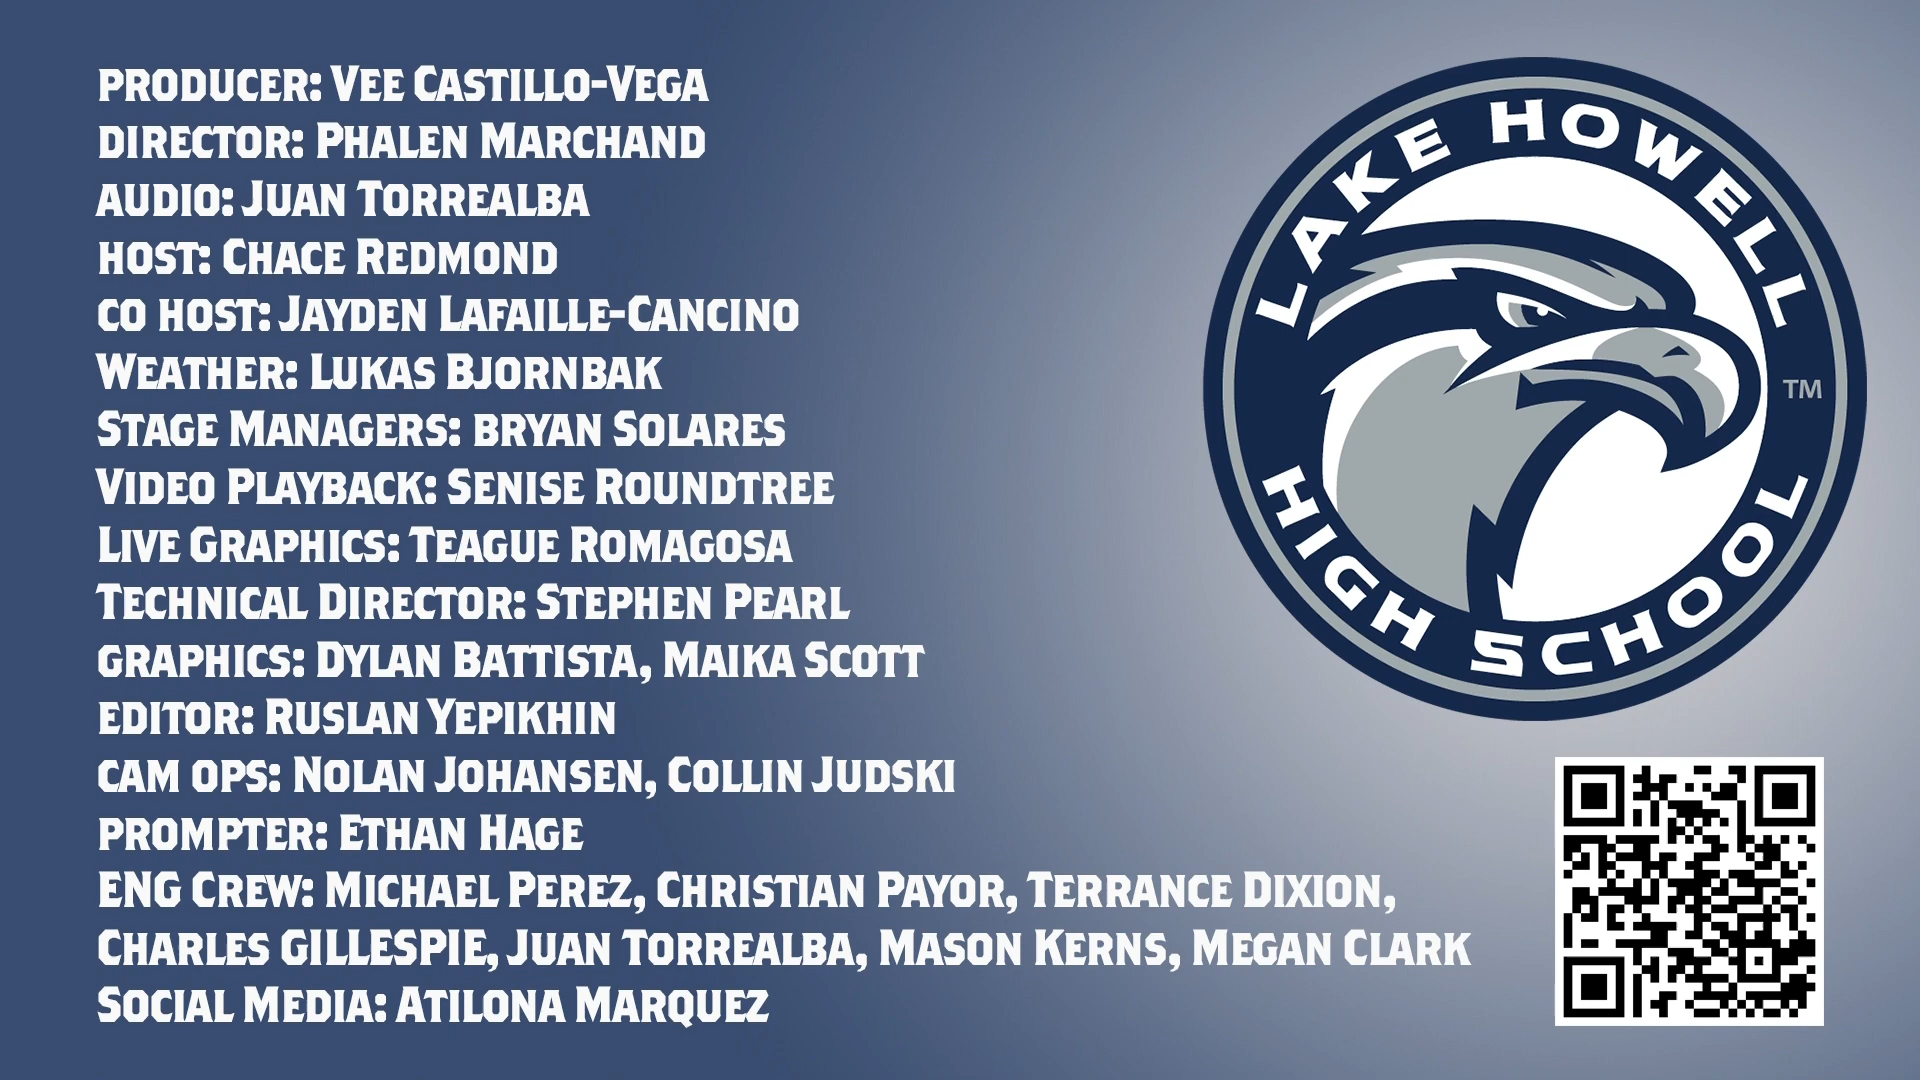 PRODUCER: VEE CASTILLO-VEGA
DIRECTOR: PHALEN MARCHAND
AUDIO: JUAN TORREALBA
HOST: CHACE REDMOND
CO HOST: JAYDEN LAFAILLE-CANCINO
WEATHER: LUKAS BJORNBAK
STAGE MANAGERS: BRYAN SOLARES
VIDEO PLAYBACK: SENISE ROUNDTREE
LIVE GRAPHICS: TEAGUE ROMAGOSA
TECHNICAL DIRECTOR: STEPHEN PEARL
GRAPHICS: DYLAN BATTISTA, MAIKA SCOTT
EDITOR: RUSLAN YEPIKHIN
CAM OPS: NOLAN JOHANSEN, COLLIN JUDSKI
PROMPTER: ETHAN HAGE
ENG CREW: MICHAEL PEREZ, CHRISTIAN PAYOR, TERRANCE DIXION,
CHARLES GILLESPIE, JUAN TORREALBA, MASON KERNS, MEGAN CLARK
SOCIAL MEDIA: ATILONA MARQUEZ
LAKE HOWELL
HIGH SCHOOL
TM